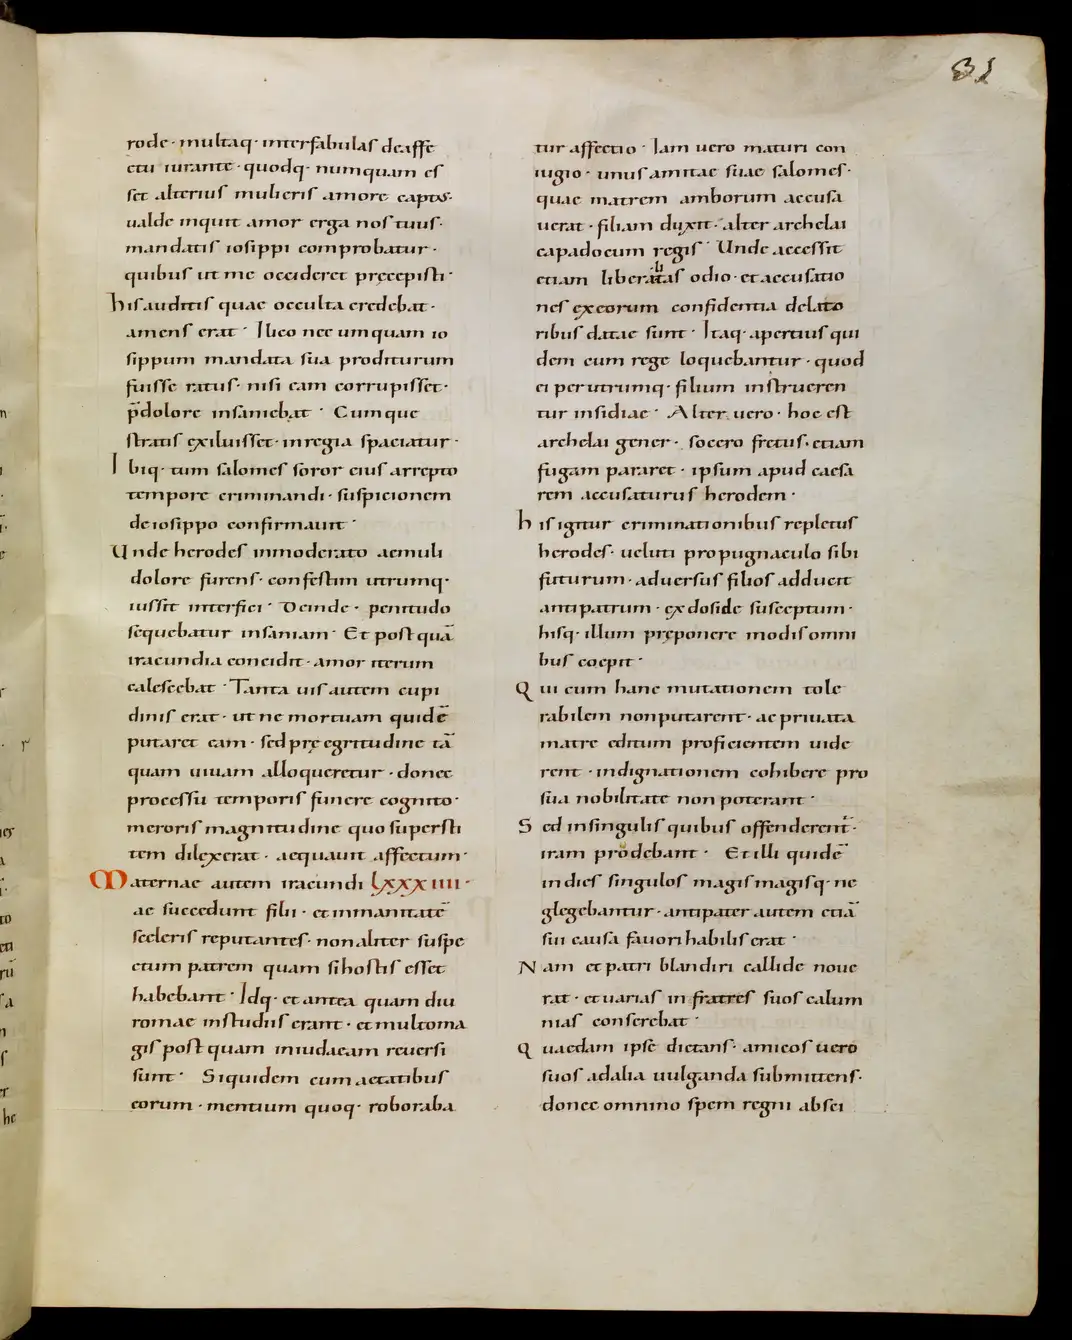 81
rode · multaq· inter fabulas de affe
ctu iurante · quodq· numquam es
set alterius mulieris amore captus·
ualde inquit amor erga nos tuus·
mandatis iosippi comprobatur ·
quibus ut me occideret pręcepisti ·
his auditis quae occulta credebat ·
amens erat · Ilico nec umquam io
sippum mandata sua proditurum
fuisse ratus · nisi eam corrupisset ·
p̄ dolore insaniebat · Cumque
stratis exiluisset · in regia spaciatur ·
Ibiq· tum salomes soror eius arrepto
tempore criminandi · suspicionem
de iosippo confirmauit ·
Unde herodes inmoderato aemuli
dolore furens · confestim utrumq·
iussit interfici · Deinde · penitudo
sequebatur insaniam · Et postquā
iracundia concidit · amor iterum
calescebat · Tanta uis autem cupi
dinis erat · ut ne mortuam quidē
putaret eam · sed prę egritudine tā
quam uiuam alloqueretur · donec
processu temporis funere cognito ·
meroris magnitudine quo supersti
tem dilexerat · aequauit affectum ·
Maternae autem iracundi lxxxiiii ·
ae succedunt filii · et inmanitatē
sceleris reputantes · non aliter suspe
ctum patrem quam si hostis esset
habebant · Idq· et antea quam diu
romae in studiis erant · et multo ma
gis post quam in iudaeam reuersi
sunt · Siquidem cum aetatibus
eorum · mentium quoq· roboraba
tur affectio · Iam uero maturi con
iugio · unus amitae suae salomes ·
quae matrem amborum accusa
uerat · filiam duxit · alter archelai
capadocum regis · Unde accessit
etiam libertas odio · et accusatio
nes ex eorum confidentia delato
ribus datae sunt · Itaq· apertius qui
dem cum rege loquebantur · quod
ei per utrumq· filium instrueren
tur insidiae · Alter uero · hoc est
archelai gener · socero fretus · etiam
fugam pararet · ipsum apud caesa
rem accusaturus herodem ·
his igitur criminationibus repletus
herodes · ueluti propugnaculo sibi
futurum · aduersus filios adducit
antipatrum · ex doside susceptum ·
hisq· illum pręponere modis omni
bus coepit ·
Qui cum hanc mutationem tole
rabilem non putarent · ac priuata
matre editum proficientem uide
rent · indignationem cohibere pro
sua nobilitate non poterant ·
Sed in singulis quibus offenderent ·
iram prodebant · Et illi quidē
in dies singulos magis magisq· ne
glegebantur · antipater autem etiā
sui causa fauori habilis erat ·
Nam et patri blandiri callide noue
rat · et uarias in fratres suos calum
nias conserebat ·
Quaedam ipse dictans · amicos uero
suos ad alia uulganda submittens ·
donec omnino spem regni absci